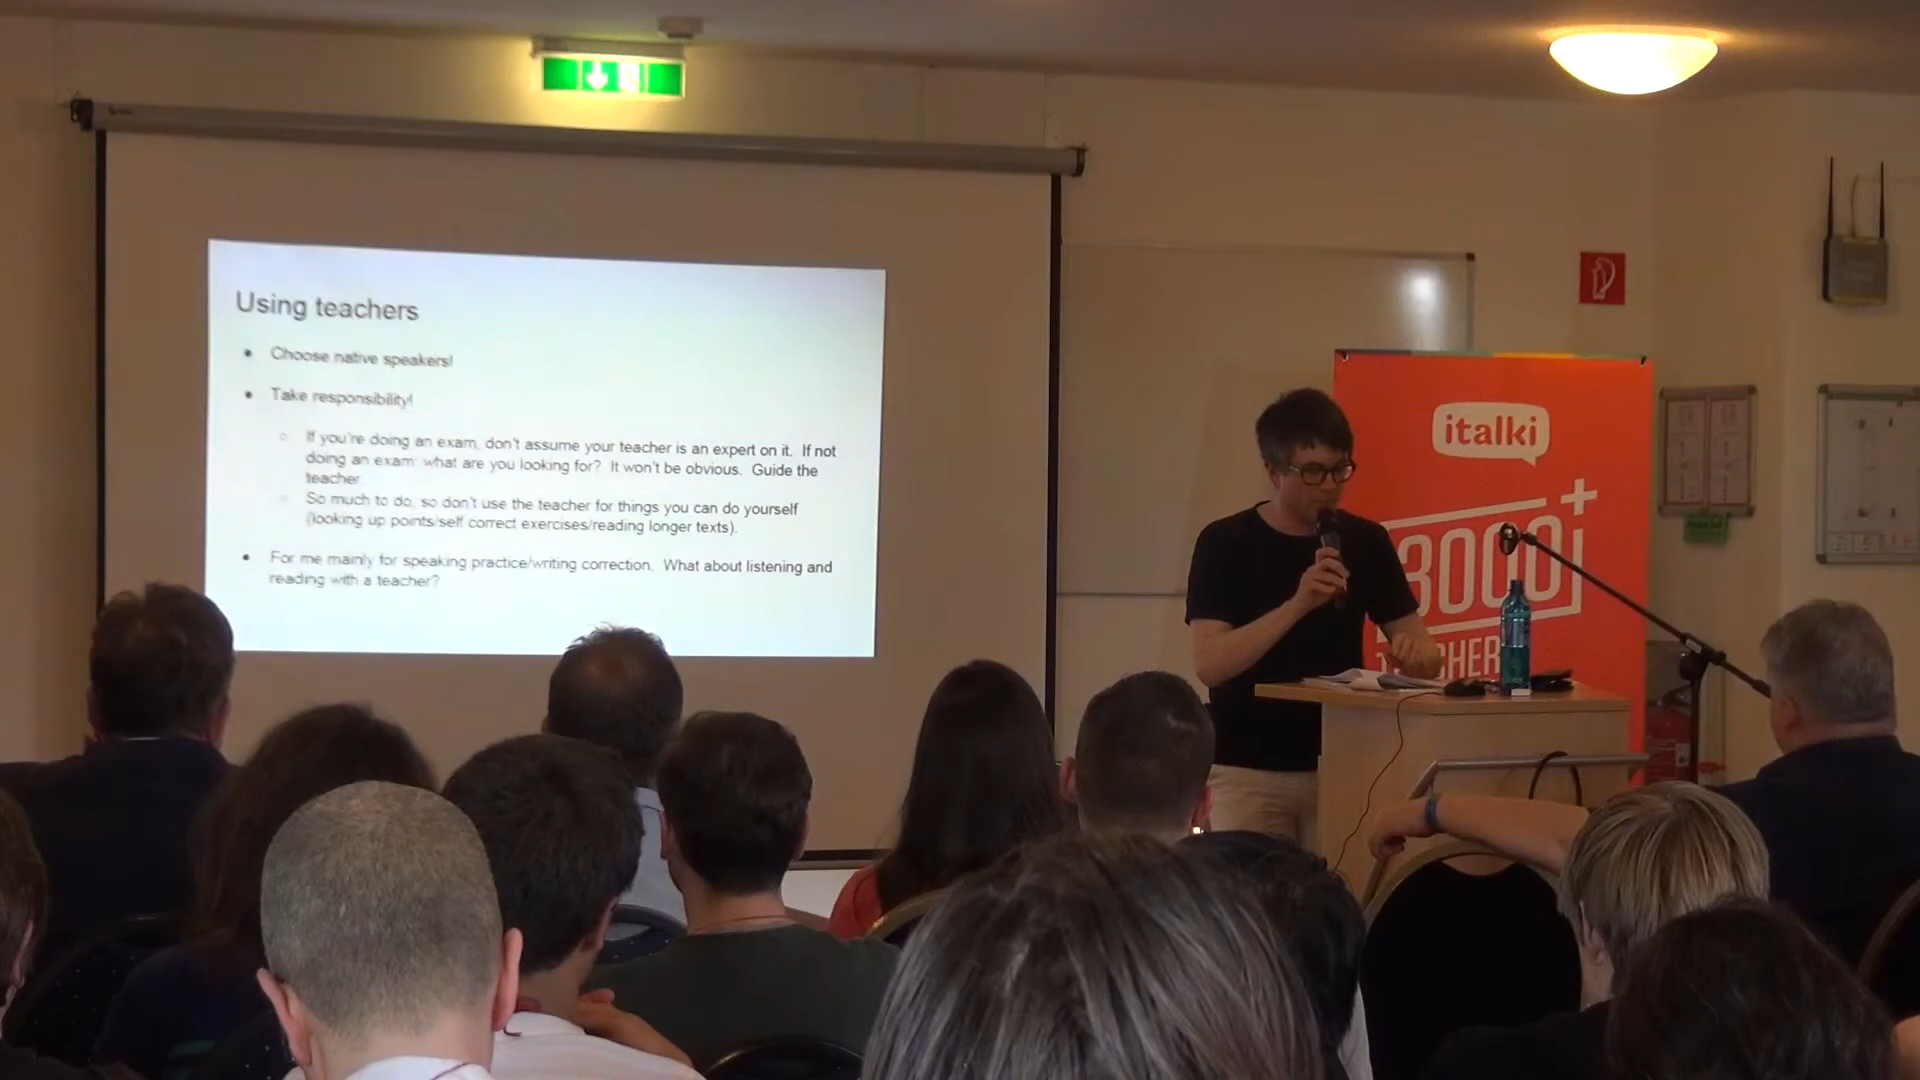 Using teachers
Choose native speakers!
Take responsibility!
If you're doing an exam, don't assume your teacher is an expert on it. If not
doing an exam: what are you looking for? It won't be obvious. Guide the
teacher
So much to do, so don't use the teacher for things you can do yourself
(looking up points/self correct exercises/reading longer texts).
For me mainly for speaking practice/writing correction. What about listening and
reading with a teacher?
italki
3000+